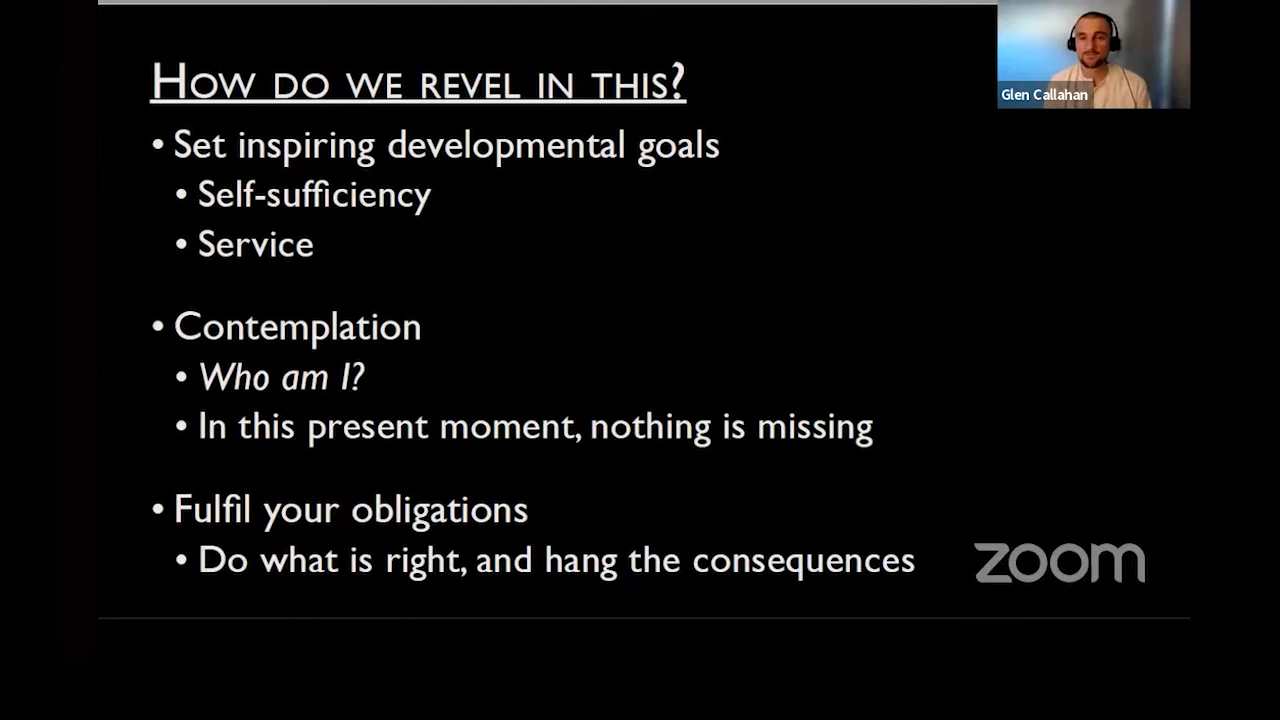 How do we revel in this?
Glen Callahan
• Set inspiring developmental goals
• Self-sufficiency
• Service
• Contemplation
• Who am I?
• In this present moment, nothing is missing
• Fulfil your obligations
• Do what is right, and hang the consequences
zoom